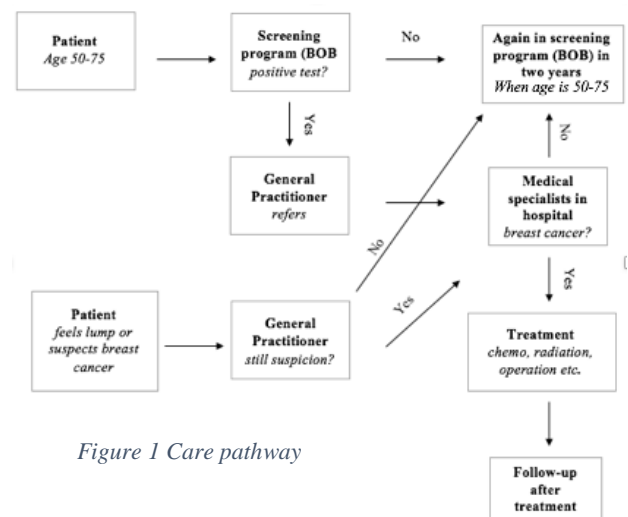 Patient
Age 50-75
Screening
program (BOB
positive test?
No
Again in screening
program (BOB) in
two years
When age is 50-75
Yes
No
General
Practitioner
refers
Medical
specialists in
hospital
breast cancer?
No
Yes
Patient
feels lump or
suspects breast
cancer
General
Practitioner
still suspicion?
Yes
Treatment
chemo, radiation,
operation etc.
Figure 1 Care pathway
Follow-up
after
treatment